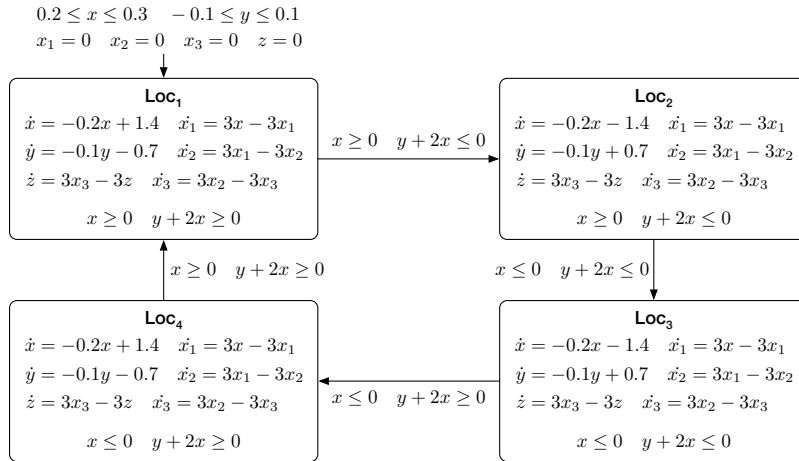 0.2 ≤ x ≤ 0.3 −0.1 ≤ y ≤ 0.1
x₁ = 0 x₂ = 0 x₃ = 0 z = 0
Loc₁
ẋ = −0.2x + 1.4 ẋ₁ = 3x − 3x₁
ẏ = −0.1y − 0.7 ẋ₂ = 3x₁ − 3x₂
ż = 3x₃ − 3z ẋ₃ = 3x₂ − 3x₃
x ≥ 0 y + 2x ≥ 0
x ≥ 0 y + 2x ≤ 0
Loc₂
ẋ = −0.2x − 1.4 ẋ₁ = 3x − 3x₁
ẏ = −0.1y + 0.7 ẋ₂ = 3x₁ − 3x₂
ż = 3x₃ − 3z ẋ₃ = 3x₂ − 3x₃
x ≥ 0 y + 2x ≤ 0
x ≥ 0 y + 2x ≥ 0
x ≤ 0 y + 2x ≤ 0
Loc₄
ẋ = −0.2x + 1.4 ẋ₁ = 3x − 3x₁
ẏ = −0.1y − 0.7 ẋ₂ = 3x₁ − 3x₂
ż = 3x₃ − 3z ẋ₃ = 3x₂ − 3x₃
x ≤ 0 y + 2x ≥ 0
x ≤ 0 y + 2x ≥ 0
Loc₃
ẋ = −0.2x − 1.4 ẋ₁ = 3x − 3x₁
ẏ = −0.1y + 0.7 ẋ₂ = 3x₁ − 3x₂
ż = 3x₃ − 3z ẋ₃ = 3x₂ − 3x₃
x ≤ 0 y + 2x ≤ 0